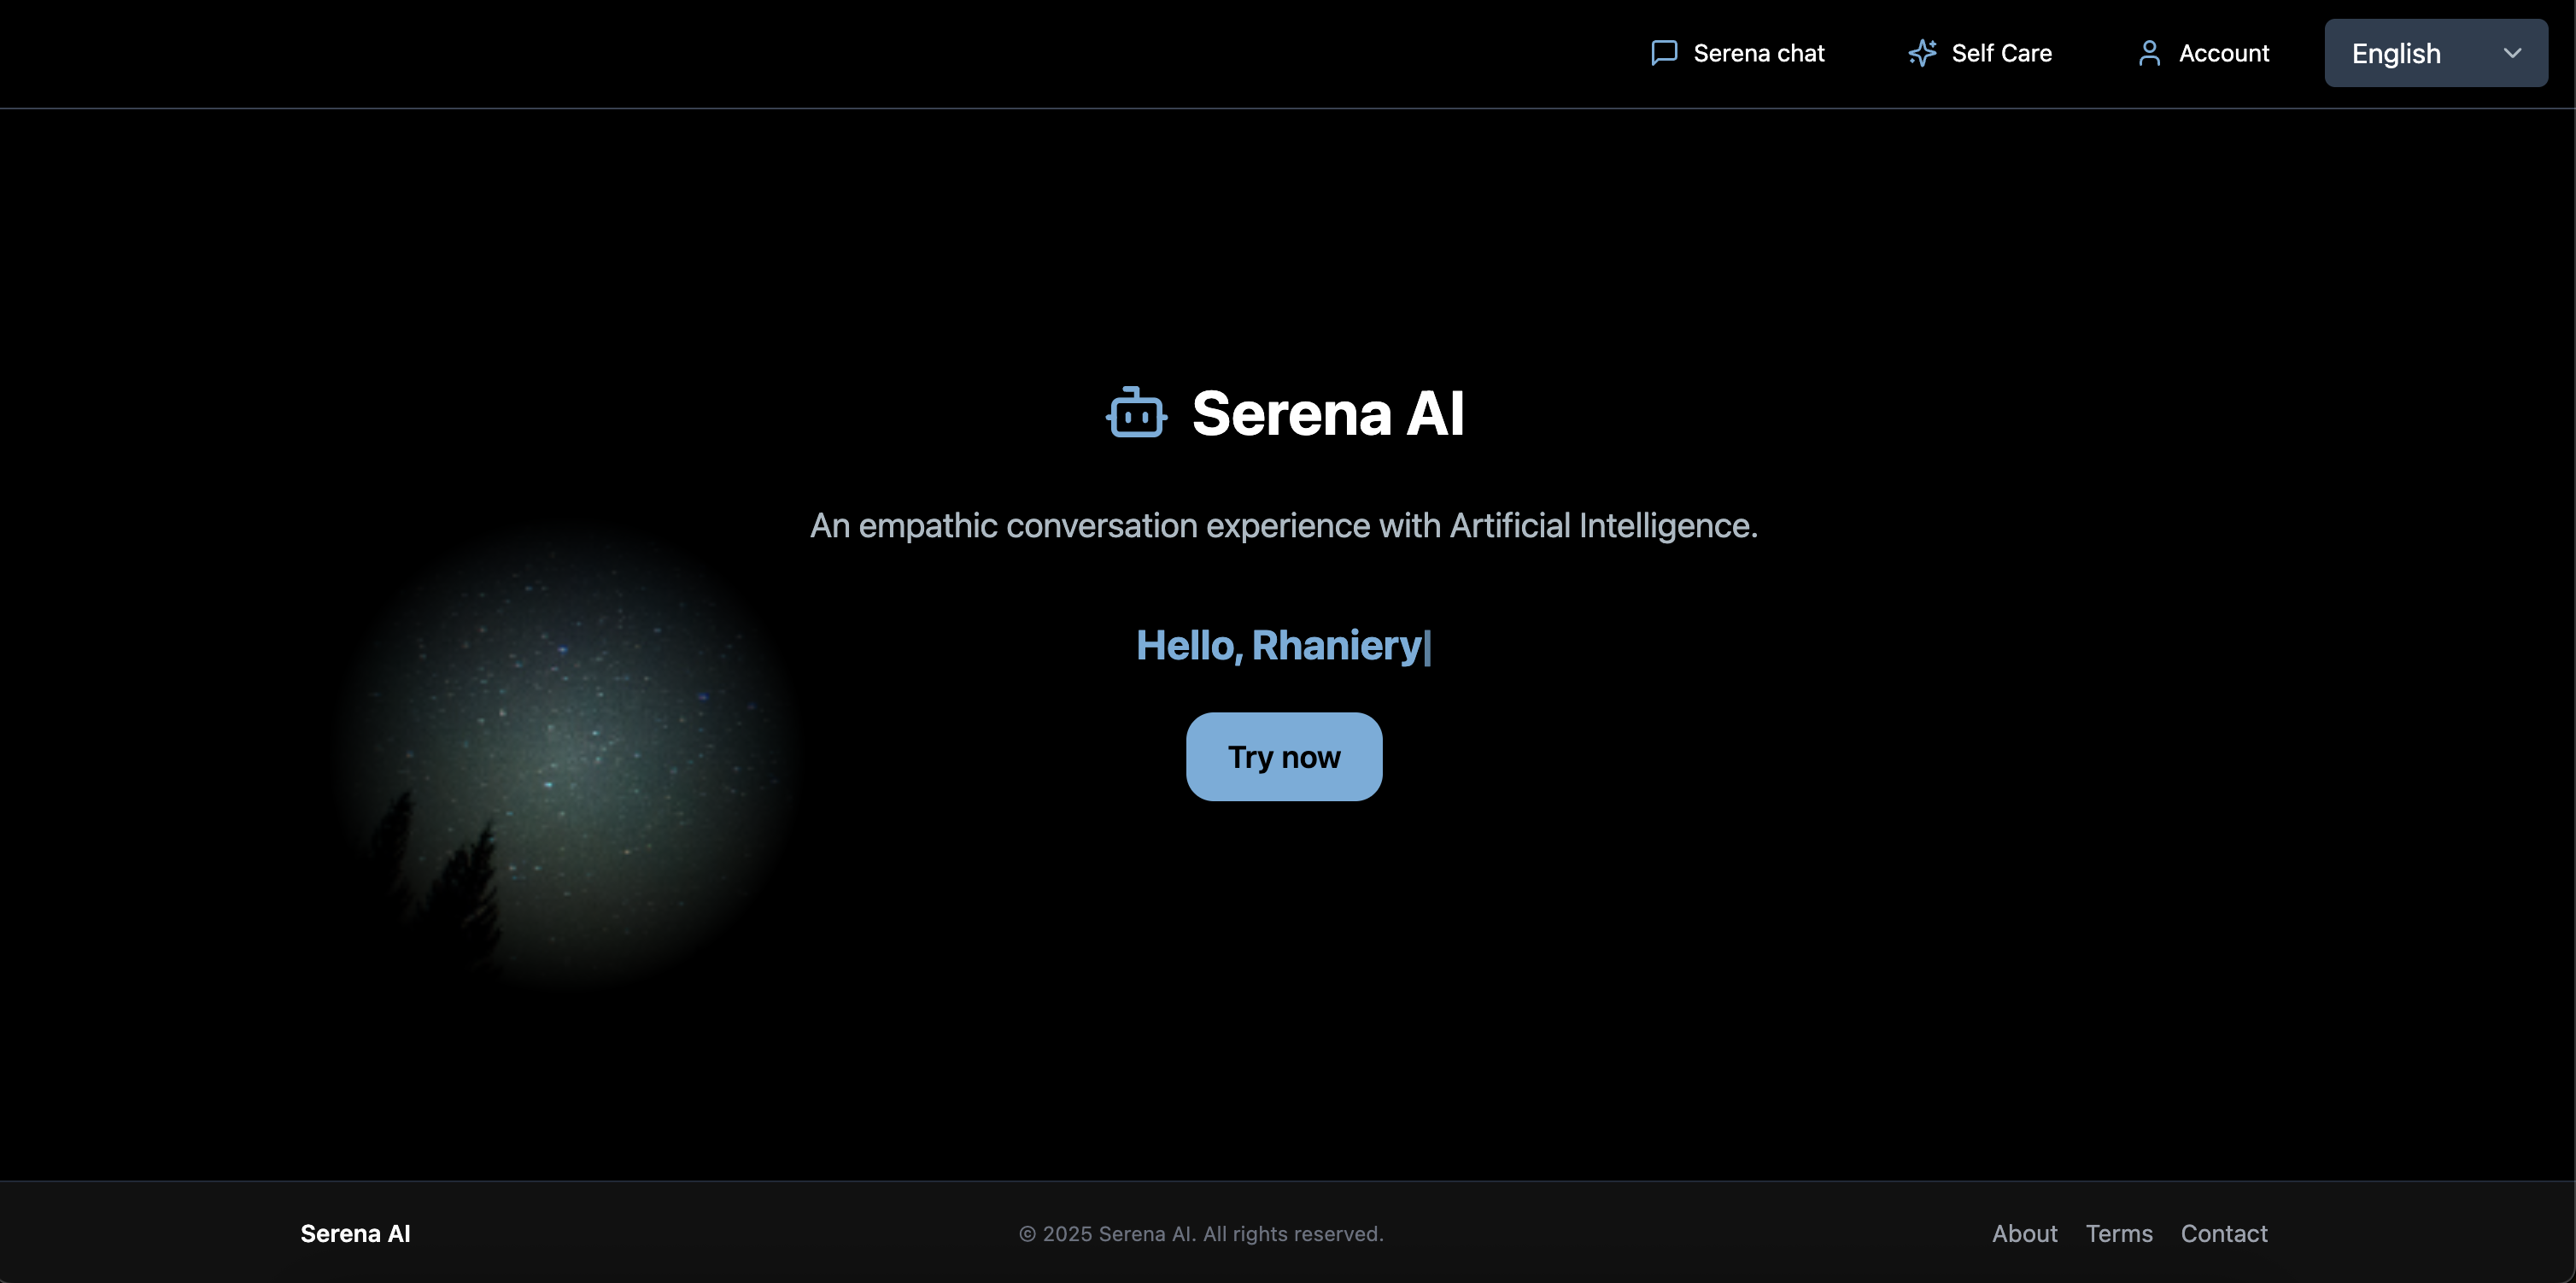 Serena chat Self Care Account English
Serena AI
An empathic conversation experience with Artificial Intelligence.
Hello, Rhaniery
Try now
Serena AI © 2025 Serena AI. All rights reserved. About Terms Contact